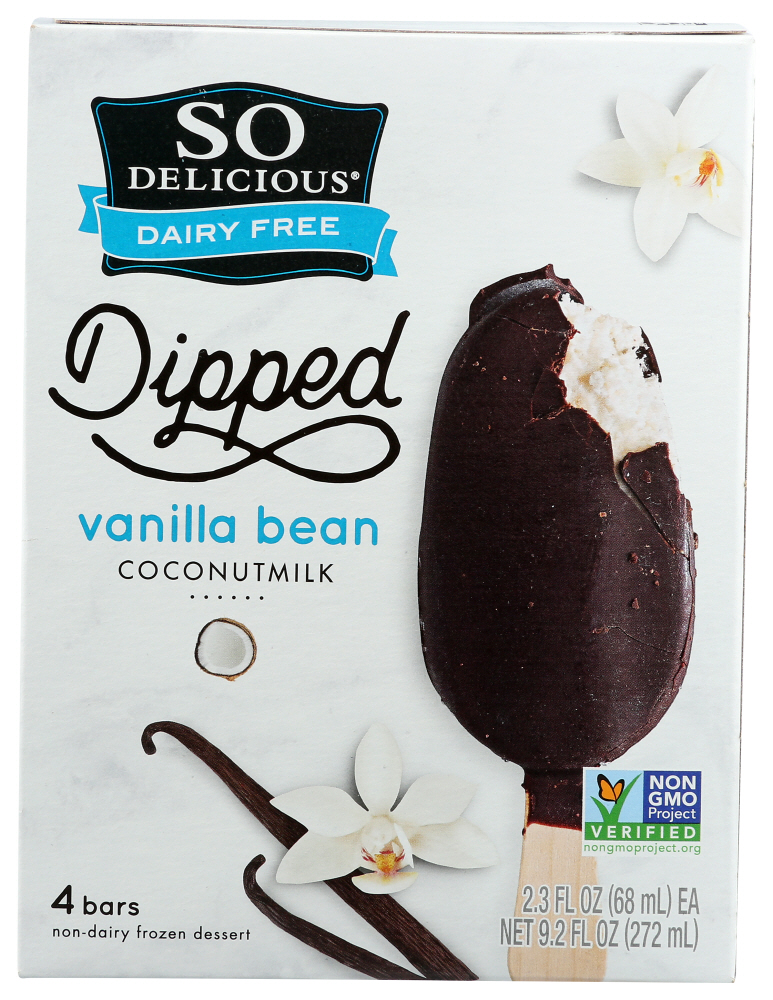 SO
DELICIOUS®
DAIRY FREE
Dipped
vanilla bean
COCONUTMILK
NON
GMO
Project
VERIFIED
nongmoproject.org
4 bars
non-dairy frozen dessert
2.3 FL OZ (68 mL) EA
NET 9.2 FL OZ (272 mL)